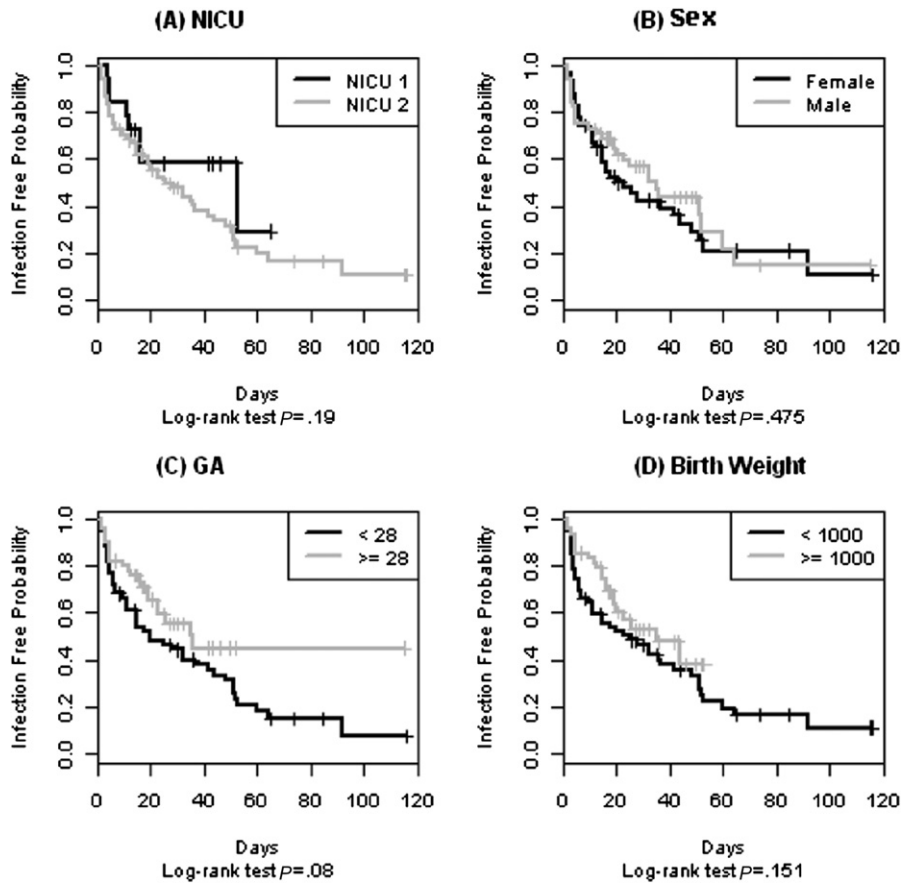 (A) NICU
Infection Free Probability
1.0
0.8
0.6
0.4
0.2
0.0
NICU 1
NICU 2
0 20 40 60 80 100 120
Days
Log-rank test P=.19
(B) Sex
Infection Free Probability
1.0
0.8
0.6
0.4
0.2
0.0
Female
Male
0 20 40 60 80 100 120
Days
Log-rank test P=.475
(C) GA
Infection Free Probability
1.0
0.8
0.6
0.4
0.2
0.0
< 28
>= 28
0 20 40 60 80 100 120
Days
Log-rank test P=.08
(D) Birth Weight
Infection Free Probability
1.0
0.8
0.6
0.4
0.2
0.0
< 1000
>= 1000
0 20 40 60 80 100 120
Days
Log-rank test P=.151